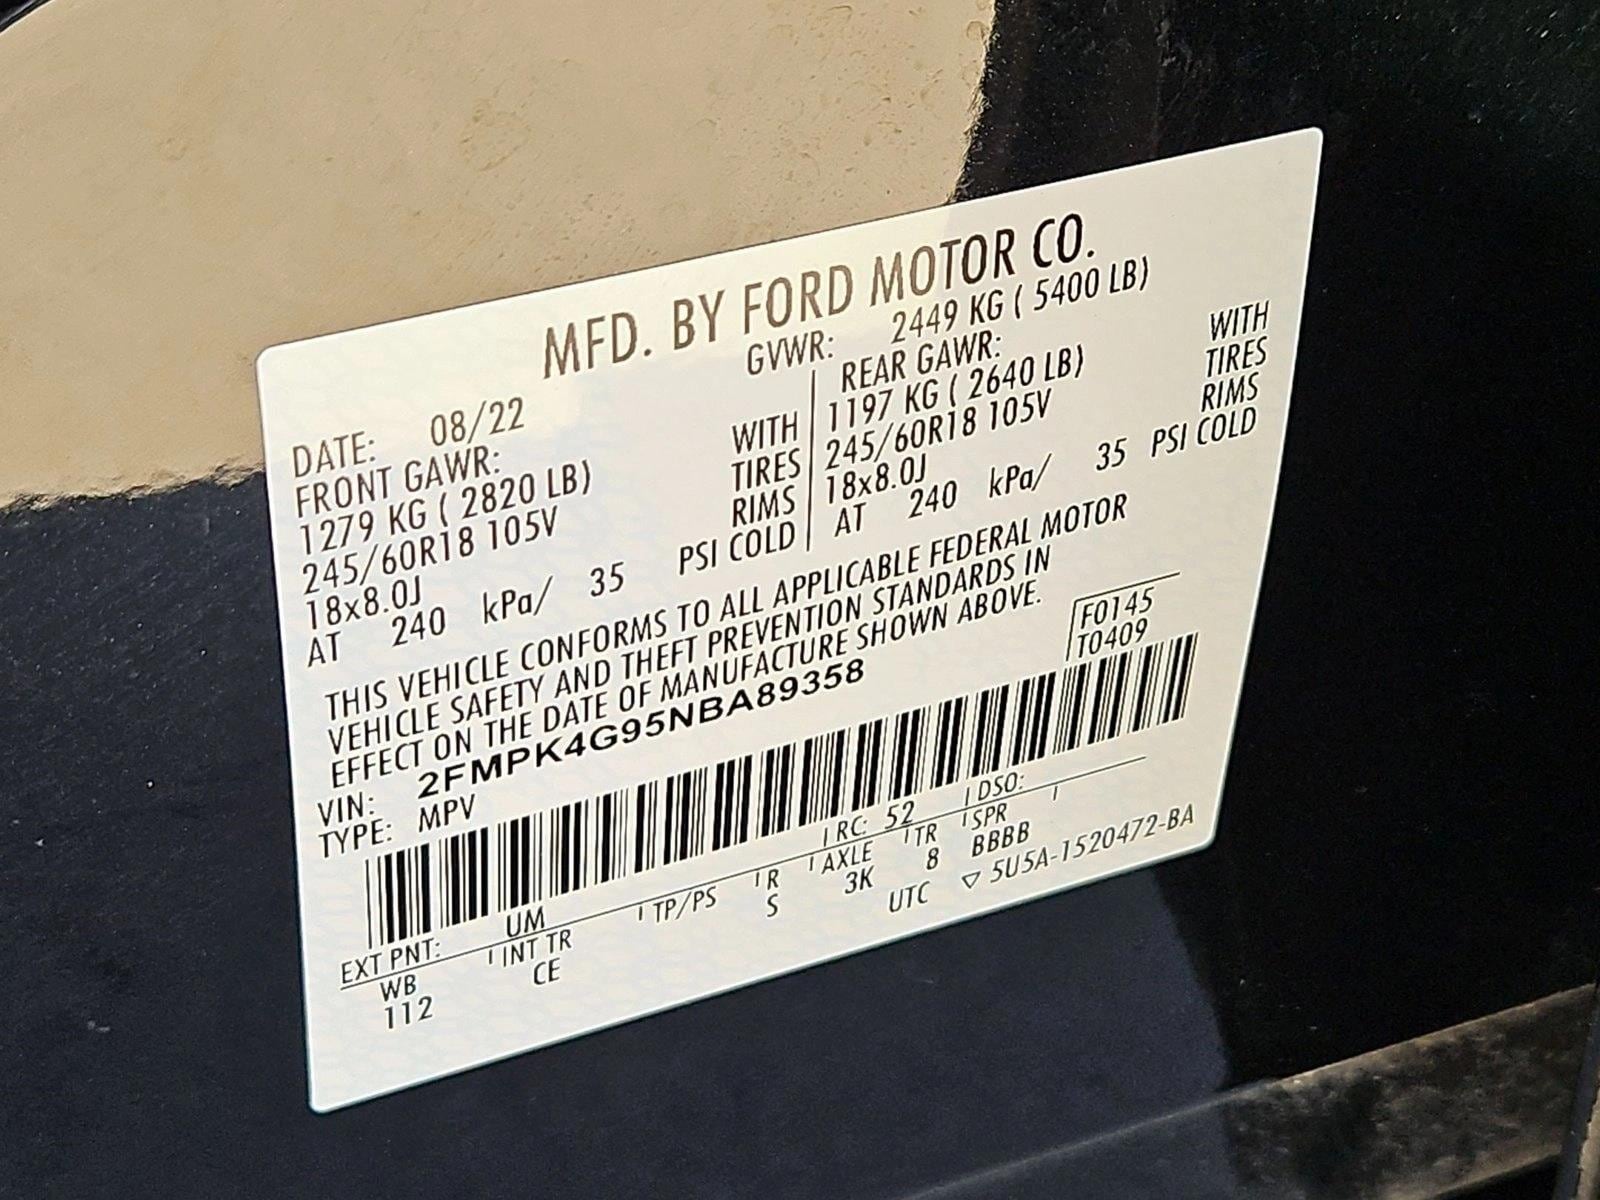 MFD. BY FORD MOTOR CO.
DATE: 08/22 GVWR: 2449 KG ( 5400 LB)
FRONT GAWR:
1279 KG ( 2820 LB) WITH
245/60R18 105V TIRES
18x8.0J RIMS
AT 240 kPa/ 35 PSI COLD
REAR GAWR:
1197 KG ( 2640 LB) WITH
245/60R18 105V TIRES
18x8.0J RIMS
AT 240 kPa/ 35 PSI COLD
THIS VEHICLE CONFORMS TO ALL APPLICABLE FEDERAL MOTOR
VEHICLE SAFETY AND THEFT PREVENTION STANDARDS IN
EFFECT ON THE DATE OF MANUFACTURE SHOWN ABOVE.
VIN: 2FMPK4G95NBA89358
TYPE: MPV
F0145
T0409
EXT PNT: UM RC: 52 DSO:
WB INT TR TP/PS R AXLE TR SPR
112 CE S 3K 8 BBBB
UTC ▽ 5U5A-1520472-BA